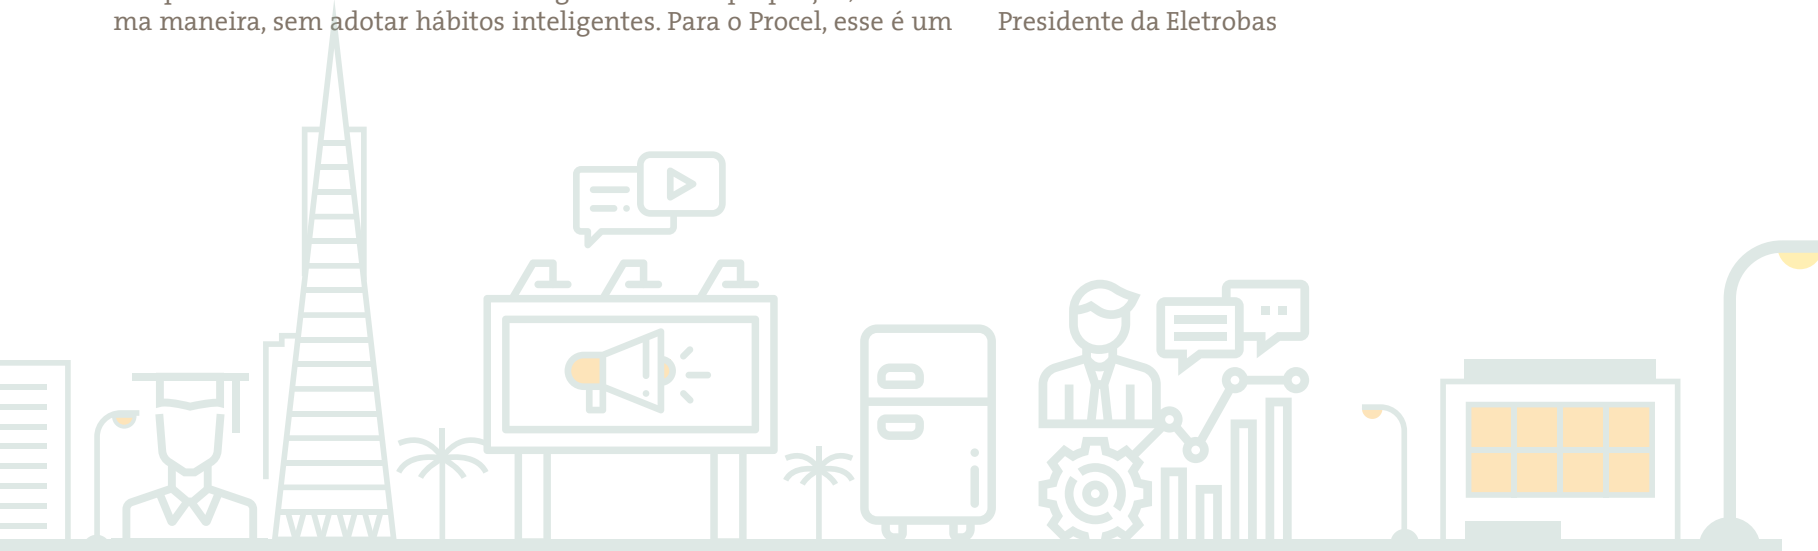 ma maneira, sem adotar hábitos inteligentes. Para o Procel, esse é um
Presidente da Eletrobas